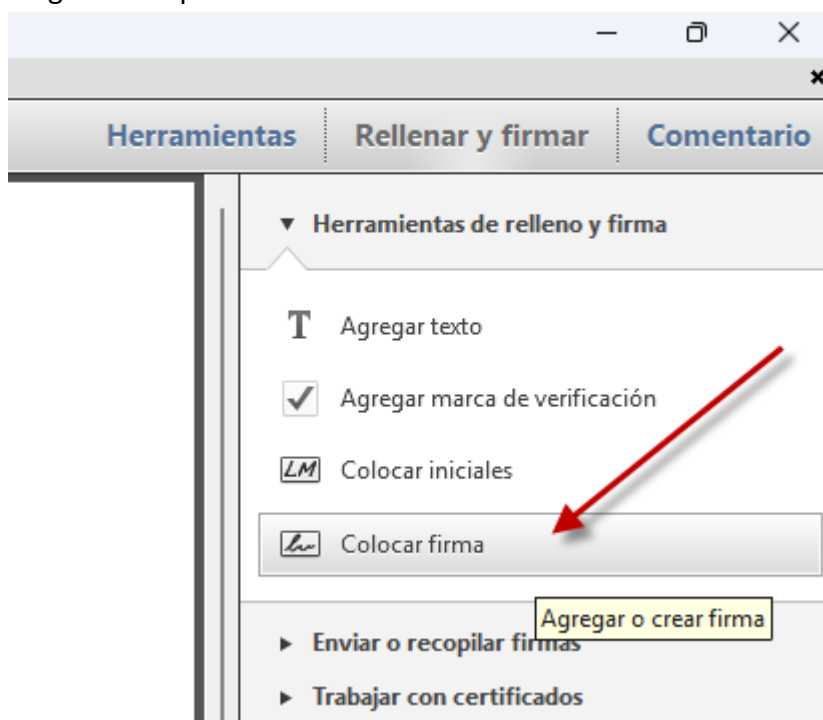 Herramientas Rellenar y firmar Comentario
Herramientas de relleno y firma
T Agregar texto
Agregar marca de verificación
LM Colocar iniciales
Colocar firma
Agregar o crear firma
Enviar o recopilar firmas
Trabajar con certificados